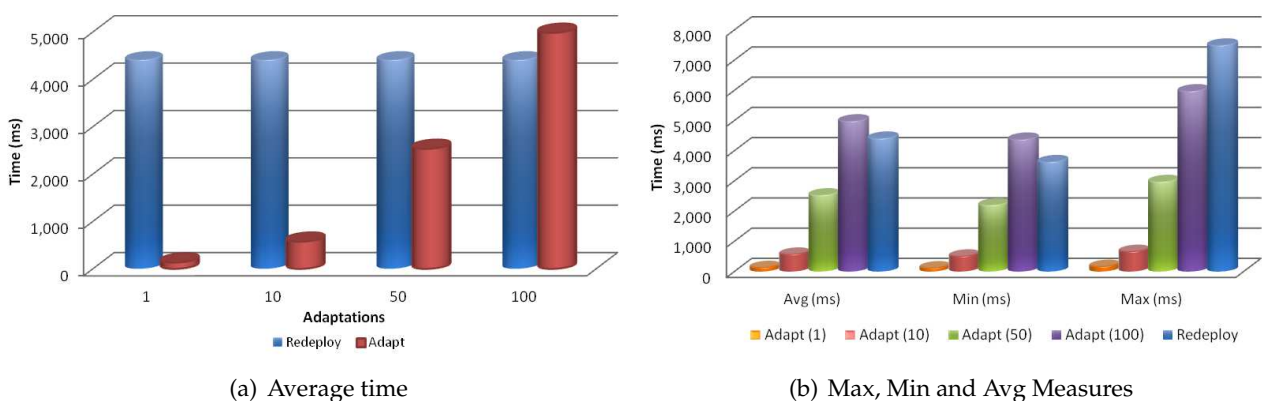 5,000
4,000
3,000
2,000
1,000
0
Time (ms)
1 10 50 100
Adaptations
Redeploy Adapt
(a) Average time
8,000
7,000
6,000
5,000
4,000
3,000
2,000
1,000
0
Time (ms)
Avg (ms) Min (ms) Max (ms)
Adapt (1) Adapt (10) Adapt (50) Adapt (100) Redeploy
(b) Max, Min and Avg Measures